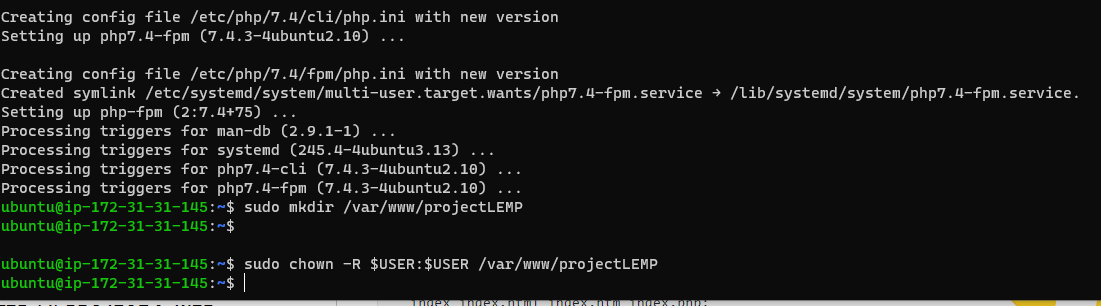 Creating config file /etc/php/7.4/cli/php.ini with new version
Setting up php7.4-fpm (7.4.3-4ubuntu2.10) ...
Creating config file /etc/php/7.4/fpm/php.ini with new version
Created symlink /etc/systemd/system/multi-user.target.wants/php7.4-fpm.service → /lib/systemd/system/php7.4-fpm.service.
Setting up php-fpm (2:7.4+75) ...
Processing triggers for man-db (2.9.1-1) ...
Processing triggers for systemd (245.4-4ubuntu3.13) ...
Processing triggers for php7.4-cli (7.4.3-4ubuntu2.10) ...
Processing triggers for php7.4-fpm (7.4.3-4ubuntu2.10) ...
ubuntu@ip-172-31-31-145:~$ sudo mkdir /var/www/projectLEMP
ubuntu@ip-172-31-31-145:~$
ubuntu@ip-172-31-31-145:~$ sudo chown -R $USER:$USER /var/www/projectLEMP
ubuntu@ip-172-31-31-145:~$
index index.html index.htm index.php;